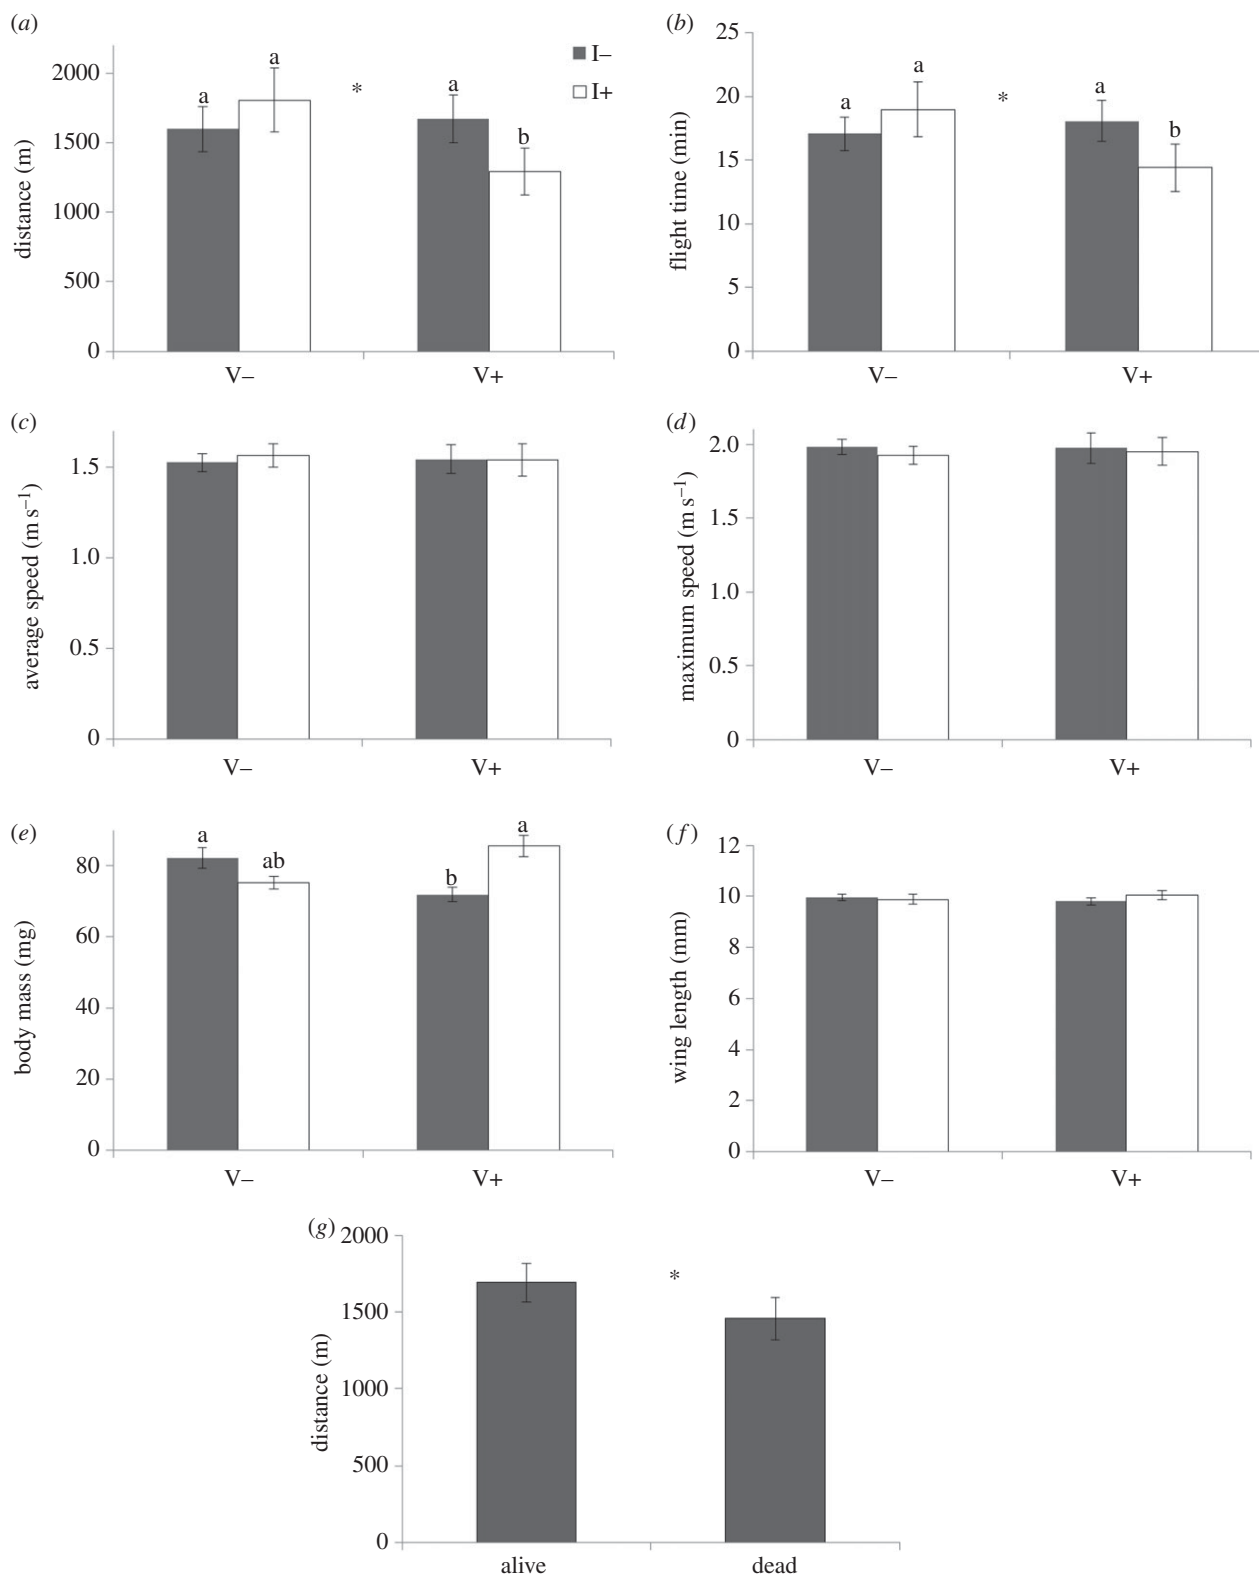 (a)
2000
1500
1000
500
0
distance (m)
a
a
*
a
b
I–
I+
V–
V+
(b)
25
20
15
10
5
0
flight time (min)
a
a
*
a
b
V–
V+
(c)
1.5
1.0
0.5
0
average speed (m s–1)
V–
V+
(d)
2.0
1.5
1.0
0.5
0
maximum speed (m s–1)
V–
V+
(e)
80
60
40
20
0
body mass (mg)
a
ab
b
a
V–
V+
(f)
12
10
8
6
4
2
0
wing length (mm)
V–
V+
(g)
2000
1500
1000
500
0
distance (m)
*
alive
dead